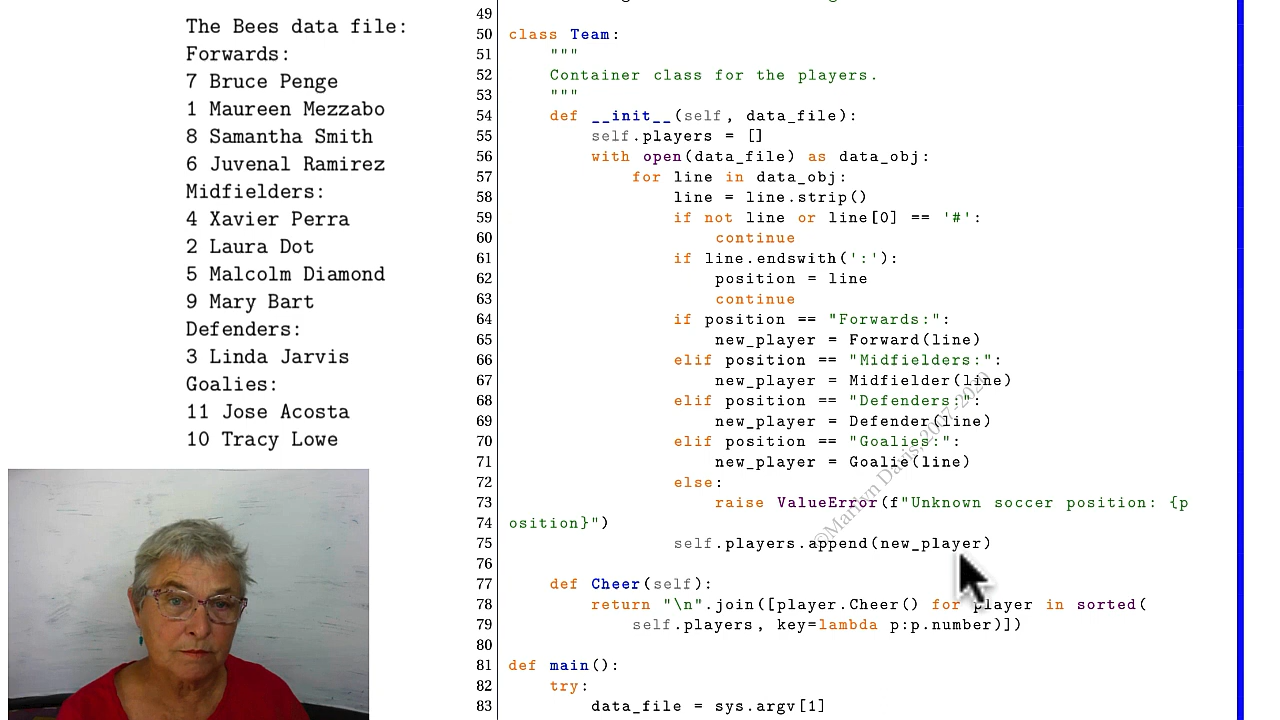 The Bees data file:
Forwards:
7 Bruce Penge
1 Maureen Mezzabo
8 Samantha Smith
6 Juvenal Ramirez
Midfielders:
4 Xavier Perra
2 Laura Dot
5 Malcolm Diamond
9 Mary Bart
Defenders:
3 Linda Jarvis
Goalies:
11 Jose Acosta
10 Tracy Lowe
49
50 class Team:
51 """
52 Container class for the players.
53 """
54 def __init__(self, data_file):
55 self.players = []
56 with open(data_file) as data_obj:
57 for line in data_obj:
58 line = line.strip()
59 if not line or line[0] == '#':
60 continue
61 if line.endswith(':'):
62 position = line
63 continue
64 if position == "Forwards:":
65 new_player = Forward(line)
66 elif position == "Midfielders:":
67 new_player = Midfielder(line)
68 elif position == "Defenders:":
69 new_player = Defender(line)
70 elif position == "Goalies:":
71 new_player = Goalie(line)
72 else:
73 raise ValueError(f"Unknown soccer position: {p
74 osition}")
75 self.players.append(new_player)
76
77 def Cheer(self):
78 return "\n".join([player.Cheer() for player in sorted(
79 self.players, key=lambda p:p.number)])
80
81 def main():
82 try:
83 data_file = sys.argv[1]
©Marilyn Davis, 2007-2020